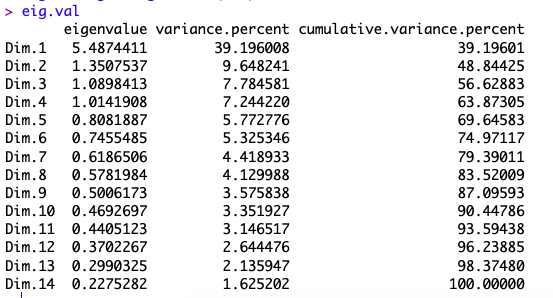 > eig.val
eigenvalue variance.percent cumulative.variance.percent
Dim.1 5.4874411 39.196008 39.19601
Dim.2 1.3507537 9.648241 48.84425
Dim.3 1.0898413 7.784581 56.62883
Dim.4 1.0141908 7.244220 63.87305
Dim.5 0.8081887 5.772776 69.64583
Dim.6 0.7455485 5.325346 74.97117
Dim.7 0.6186506 4.418933 79.39011
Dim.8 0.5781984 4.129988 83.52009
Dim.9 0.5006173 3.575838 87.09593
Dim.10 0.4692697 3.351927 90.44786
Dim.11 0.4405123 3.146517 93.59438
Dim.12 0.3702267 2.644476 96.23885
Dim.13 0.2990325 2.135947 98.37480
Dim.14 0.2275282 1.625202 100.00000